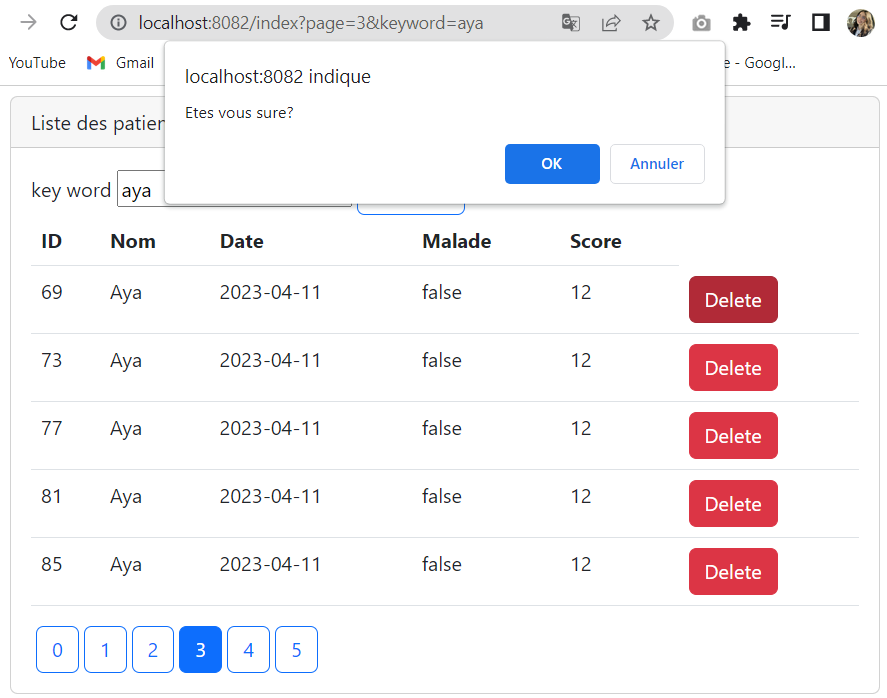 localhost:8082/index?page=3&keyword=aya
YouTube Gmail e - Googl...
localhost:8082 indique
Etes vous sure?
OK Annuler
Liste des patien
key word aya
ID Nom Date Malade Score
69 Aya 2023-04-11 false 12 Delete
73 Aya 2023-04-11 false 12 Delete
77 Aya 2023-04-11 false 12 Delete
81 Aya 2023-04-11 false 12 Delete
85 Aya 2023-04-11 false 12 Delete
0 1 2 3 4 5